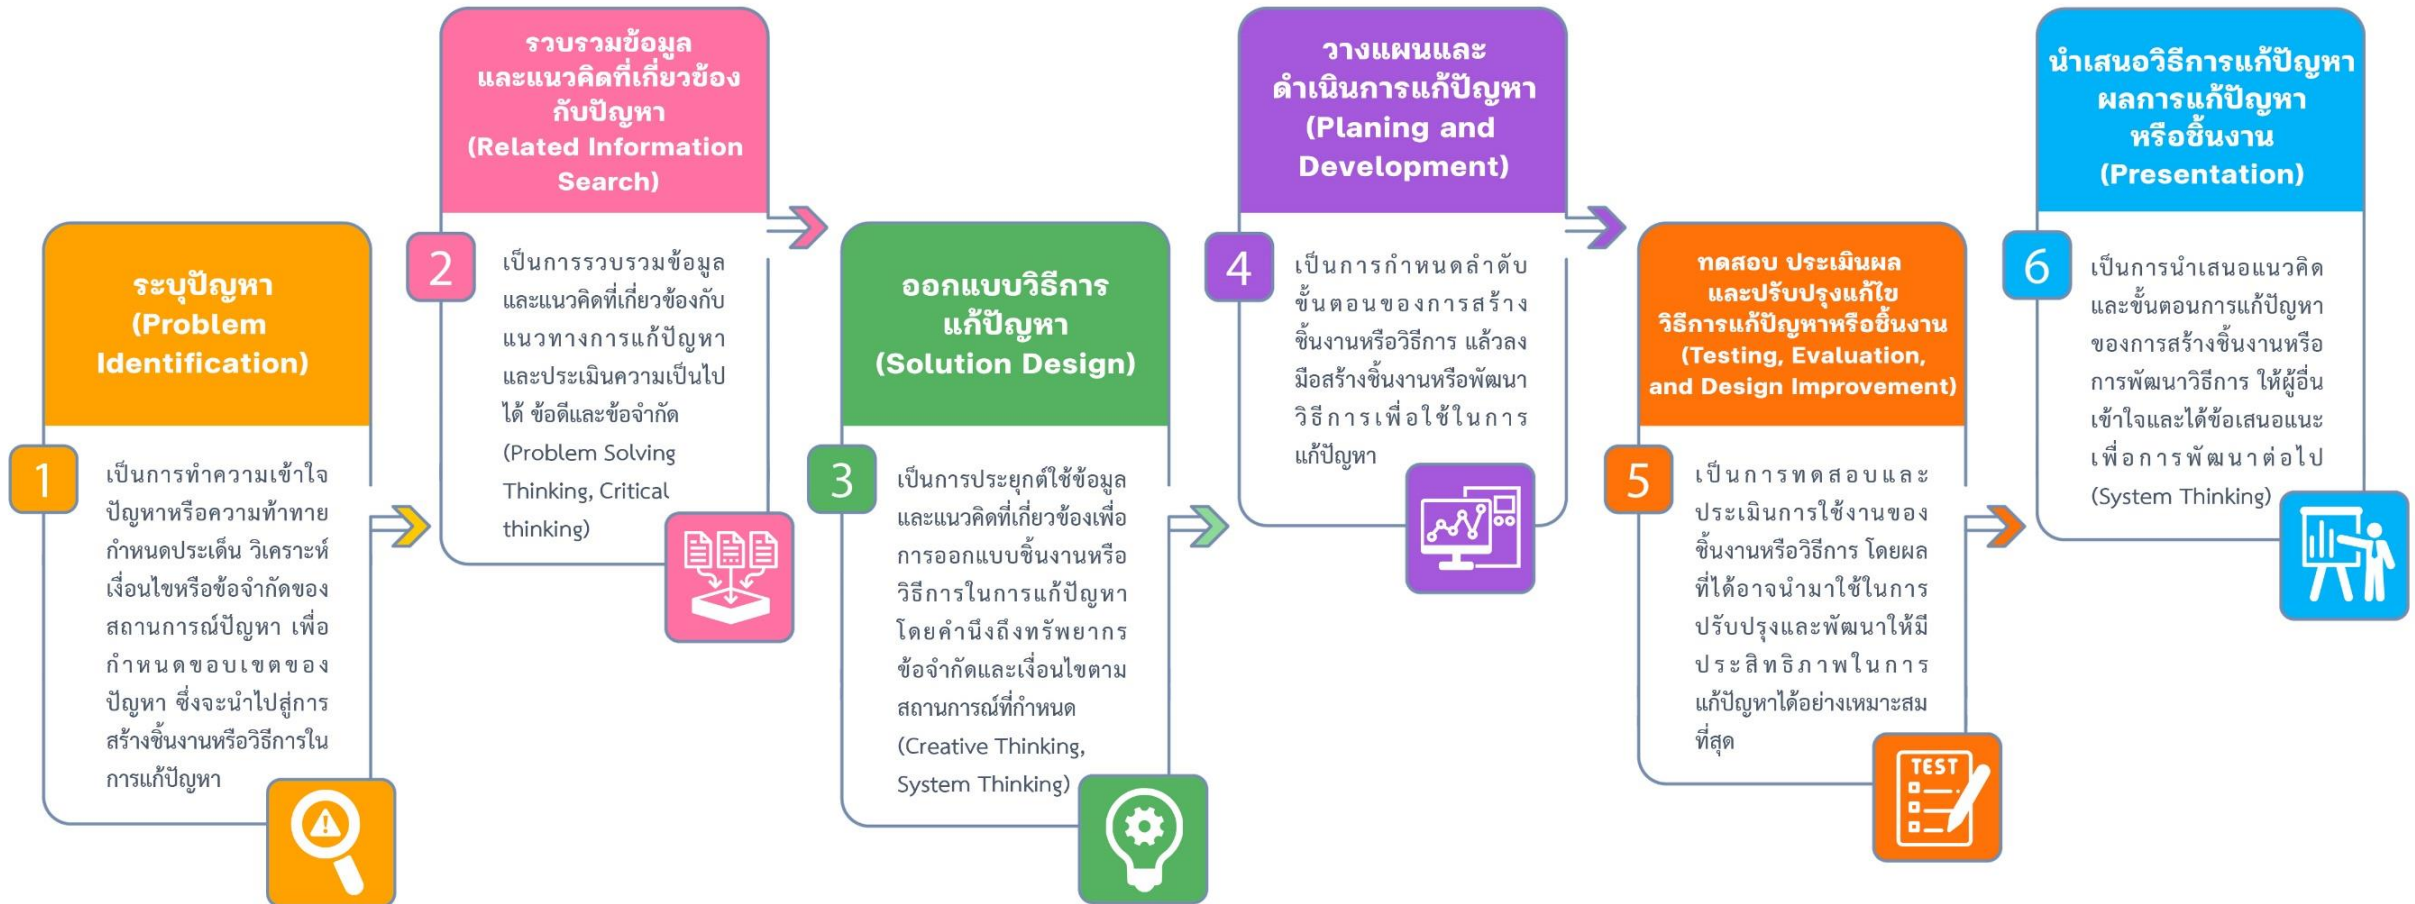 ระบุปัญหา
(Problem
Identification)
1
เป็นการทำความเข้าใจ
ปัญหาหรือความท้าทาย
กำหนดประเด็น วิเคราะห์
เงื่อนไขหรือข้อจำกัดของ
สถานการณ์ปัญหา เพื่อ
กำหนดขอบเขตของ
ปัญหา ซึ่งจะนำไปสู่การ
สร้างชิ้นงานหรือวิธีการใน
การแก้ปัญหา
รวบรวมข้อมูล
และแนวคิดที่เกี่ยวข้อง
กับปัญหา
(Related Information
Search)
2
เป็นการรวบรวมข้อมูล
และแนวคิดที่เกี่ยวข้องกับ
แนวทางการแก้ปัญหา
และประเมินความเป็นไป
ได้ ข้อดีและข้อจำกัด
(Problem Solving
Thinking, Critical
thinking)
ออกแบบวิธีการ
แก้ปัญหา
(Solution Design)
3
เป็นการประยุกต์ใช้ข้อมูล
และแนวคิดที่เกี่ยวข้องเพื่อ
การออกแบบชิ้นงานหรือ
วิธีการในการแก้ปัญหา
โดยคำนึงถึงทรัพยากร
ข้อจำกัดและเงื่อนไขตาม
สถานการณ์ที่กำหนด
(Creative Thinking,
System Thinking)
วางแผนและ
ดำเนินการแก้ปัญหา
(Planing and
Development)
4
เป็นการกำหนดลำดับ
ขั้นตอนของการสร้าง
ชิ้นงานหรือวิธีการ แล้วลง
มือสร้างชิ้นงานหรือพัฒนา
วิธีการเพื่อใช้ในการ
แก้ปัญหา
ทดสอบ ประเมินผล
และปรับปรุงแก้ไข
วิธีการแก้ปัญหาหรือชิ้นงาน
(Testing, Evaluation,
and Design Improvement)
5
เป็นการทดสอบและ
ประเมินการใช้งานของ
ชิ้นงานหรือวิธีการ โดยผล
ที่ได้อาจนำมาใช้ในการ
ปรับปรุงและพัฒนาให้มี
ประสิทธิภาพในการ
แก้ปัญหาได้อย่างเหมาะสม
ที่สุด
TEST
นำเสนอวิธีการแก้ปัญหา
ผลการแก้ปัญหา
หรือชิ้นงาน
(Presentation)
6
เป็นการนำเสนอแนวคิด
และขั้นตอนการแก้ปัญหา
ของการสร้างชิ้นงานหรือ
การพัฒนาวิธีการ ให้ผู้อื่น
เข้าใจและได้ข้อเสนอแนะ
เพื่อการพัฒนาต่อไป
(System Thinking)